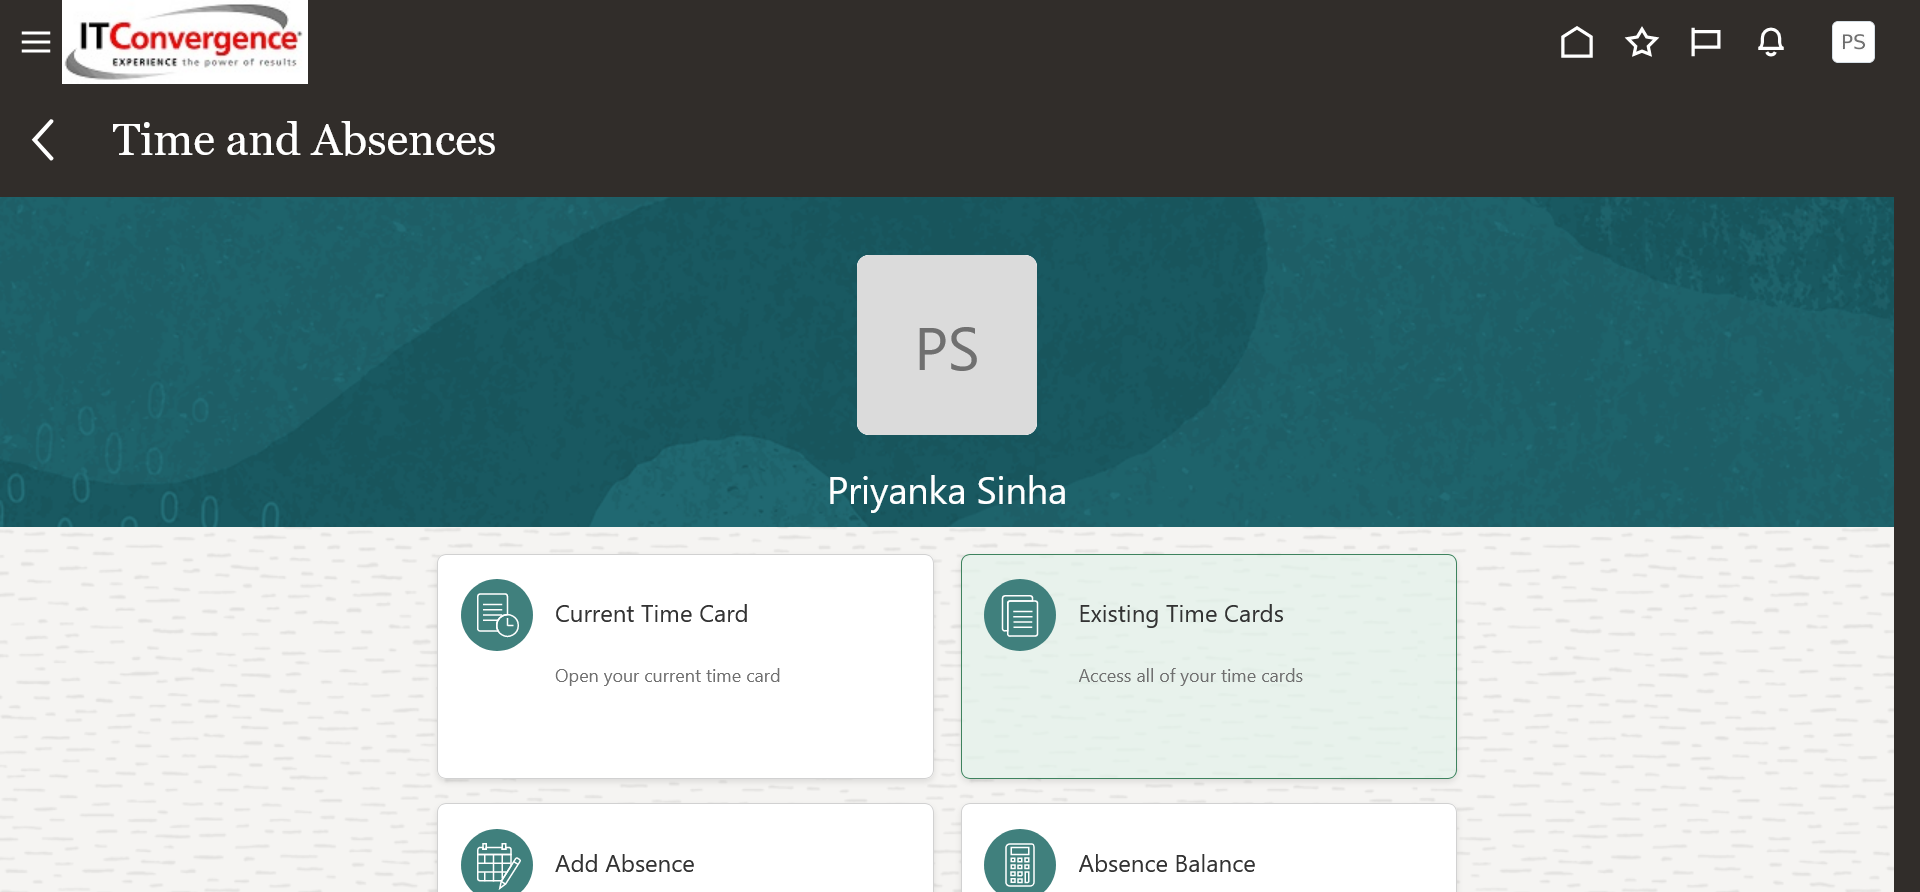 ITConvergence
EXPERIENCE the power of results
PS
Time and Absences
PS
Priyanka Sinha
Current Time Card
Open your current time card
Existing Time Cards
Access all of your time cards
Add Absence
Absence Balance